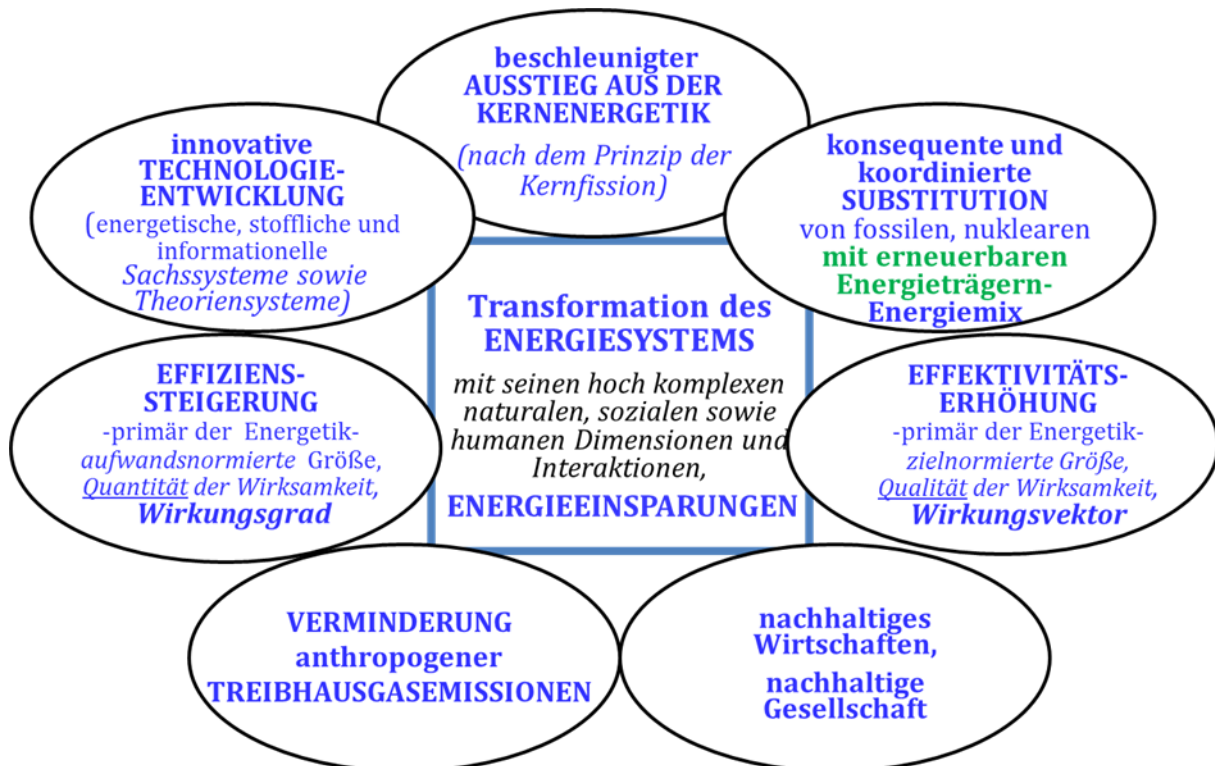 beschleunigter
AUSSTIEG AUS DER
KERNENERGETIK
(nach dem Prinzip der
Kernfission)
innovative
TECHNOLOGIE-
ENTWICKLUNG
(energetische, stoffliche und
informationelle
Sachssysteme sowie
Theoriensysteme)
konsequente und
koordinierte
SUBSTITUTION
von fossilen, nuklearen
mit erneuerbaren
Energieträgern-
Energiemix
Transformation des
ENERGIESYSTEMS
mit seinen hoch komplexen
naturalen, sozialen sowie
humanen Dimensionen und
Interaktionen,
ENERGIEEINSPARUNGEN
EFFIZIENS-
STEIGERUNG
-primär der Energetik-
aufwandsnormierte Größe,
Quantität der Wirksamkeit,
Wirkungsgrad
EFFEKTIVITÄTS-
ERHÖHUNG
-primär der Energetik-
zielnormierte Größe,
Qualität der Wirksamkeit,
Wirkungsvektor
VERMINDERUNG
anthropogener
TREIBHAUSGASEMISSIONEN
nachhaltiges
Wirtschaften,
nachhaltige
Gesellschaft